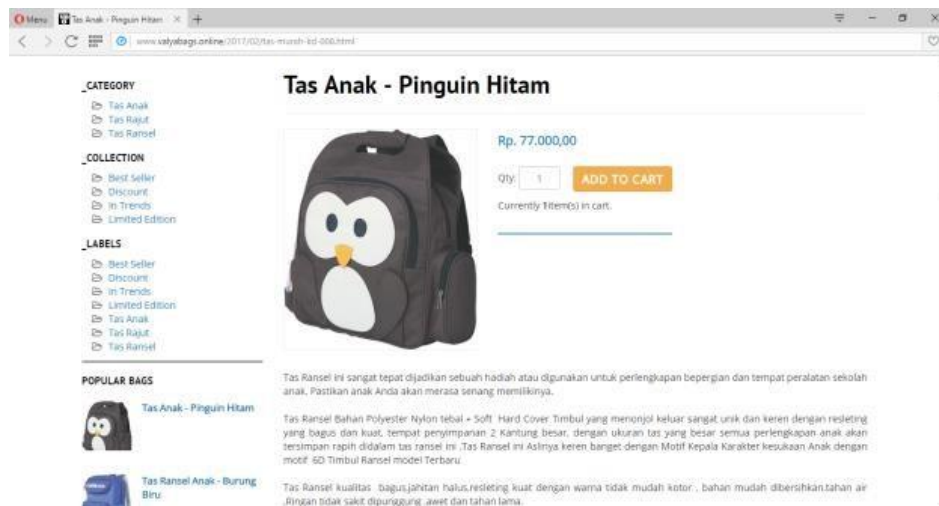 Menu
Tas Anak - Pinguin Hitam
www.valyabags.online/2017/02/tas-murah-kd-006.html
_CATEGORY
Tas Anak
Tas Rajut
Tas Ransel
_COLLECTION
Best Seller
Discount
In Trends
Limited Edition
_LABELS
Best Seller
Discount
In Trends
Limited Edition
Tas Anak
Tas Rajut
Tas Ransel
POPULAR BAGS
Tas Anak - Pinguin Hitam
Tas Ransel Anak - Burung
Biru
Tas Anak - Pinguin Hitam
Rp. 77.000,00
Qty: 1 ADD TO CART
Currently 1item(s) in cart.
Tas Ransel ini sangat tepat dijadikan sebuah hadiah atau digunakan untuk perlengkapan bepergian dan tempat peralatan sekolah
anak, Pastikan anak Anda akan merasa senang memilikinya.
Tas Ransel Bahan Polyester Nylon tebal + Soft Hard Cover Timbul yang menonjol keluar sangat unik dan keren dengan resleting
yang bagus dan kuat, tempat penyimpanan 2 Kantung besar, dengan ukuran tas yang besar semua perlengkapan anak akan
tersimpan rapih didalam tas ransel ini .Tas Ransel ini Aslinya keren banget dengan Motif Kepala Karakter kesukaan Anak dengan
motif 6D Timbul Ransel model Terbaru
Tas Ransel kualitas bagus,jahitan halus,resleting kuat dengan warna tidak mudah kotor , bahan mudah dibersihkan.tahan air
.Ringan tidak sakit dipunggung .awet dan tahan lama.